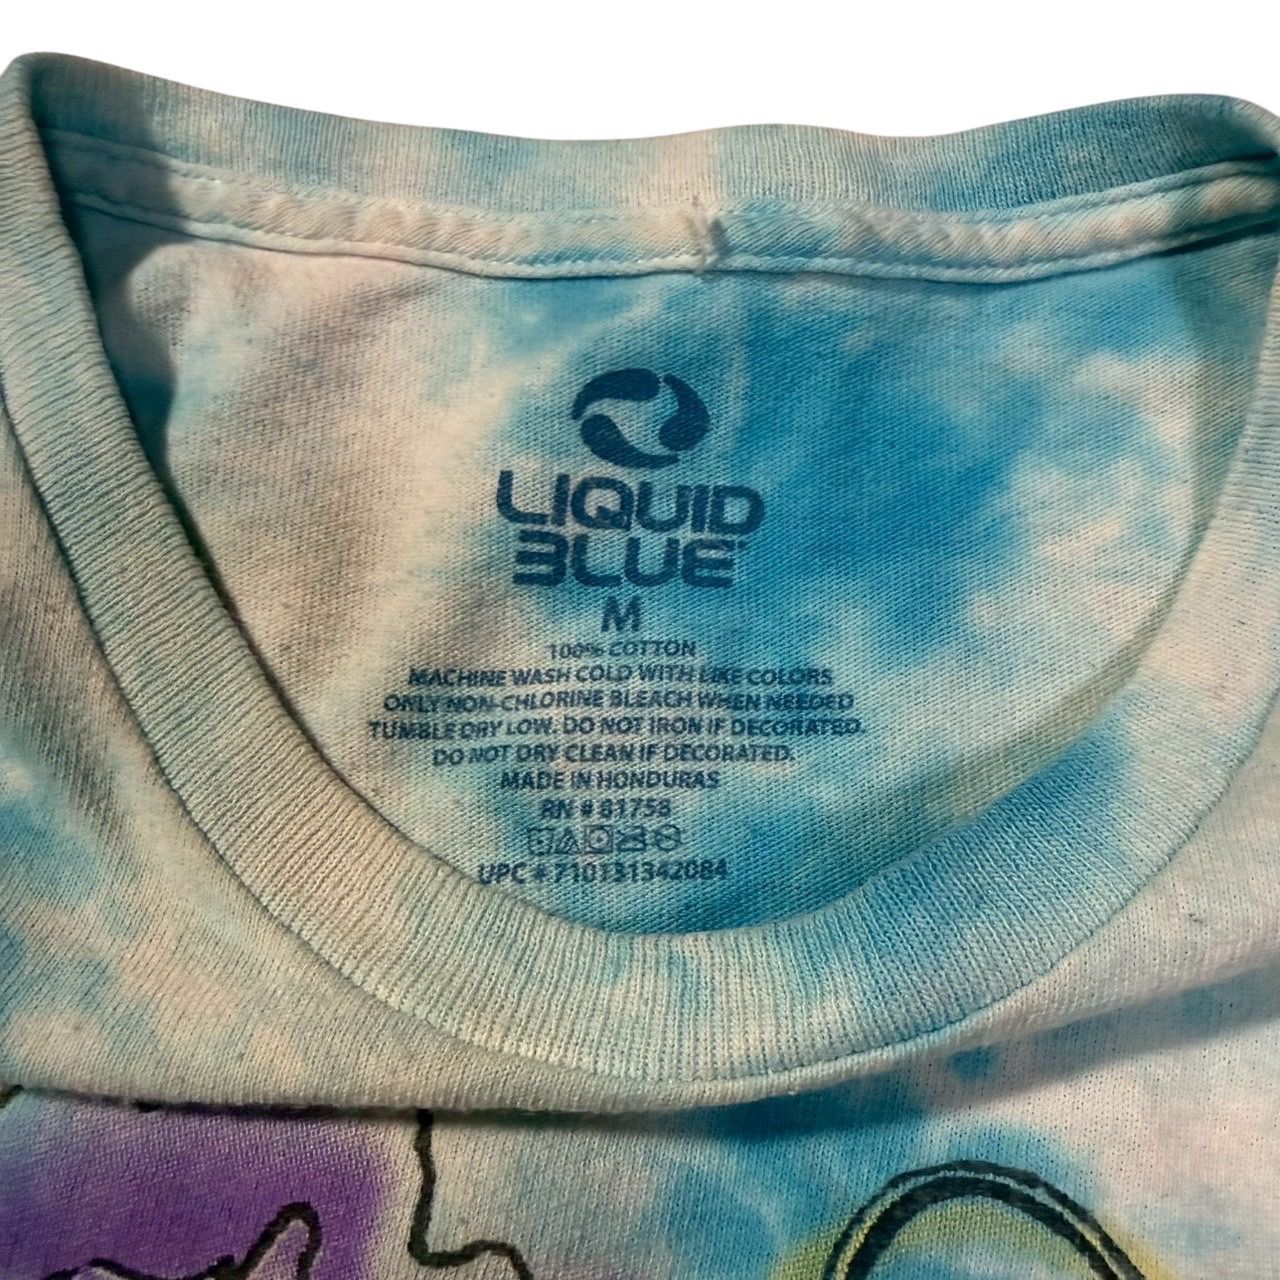 LIQUID
BLUE
M
100% COTTON
MACHINE WASH COLD WITH LIKE COLORS
ONLY NON-CHLORINE BLEACH WHEN NEEDED
TUMBLE DRY LOW. DO NOT IRON IF DECORATED.
DO NOT DRY CLEAN IF DECORATED.
MADE IN HONDURAS
RN # 81758
UPC # 710131342084